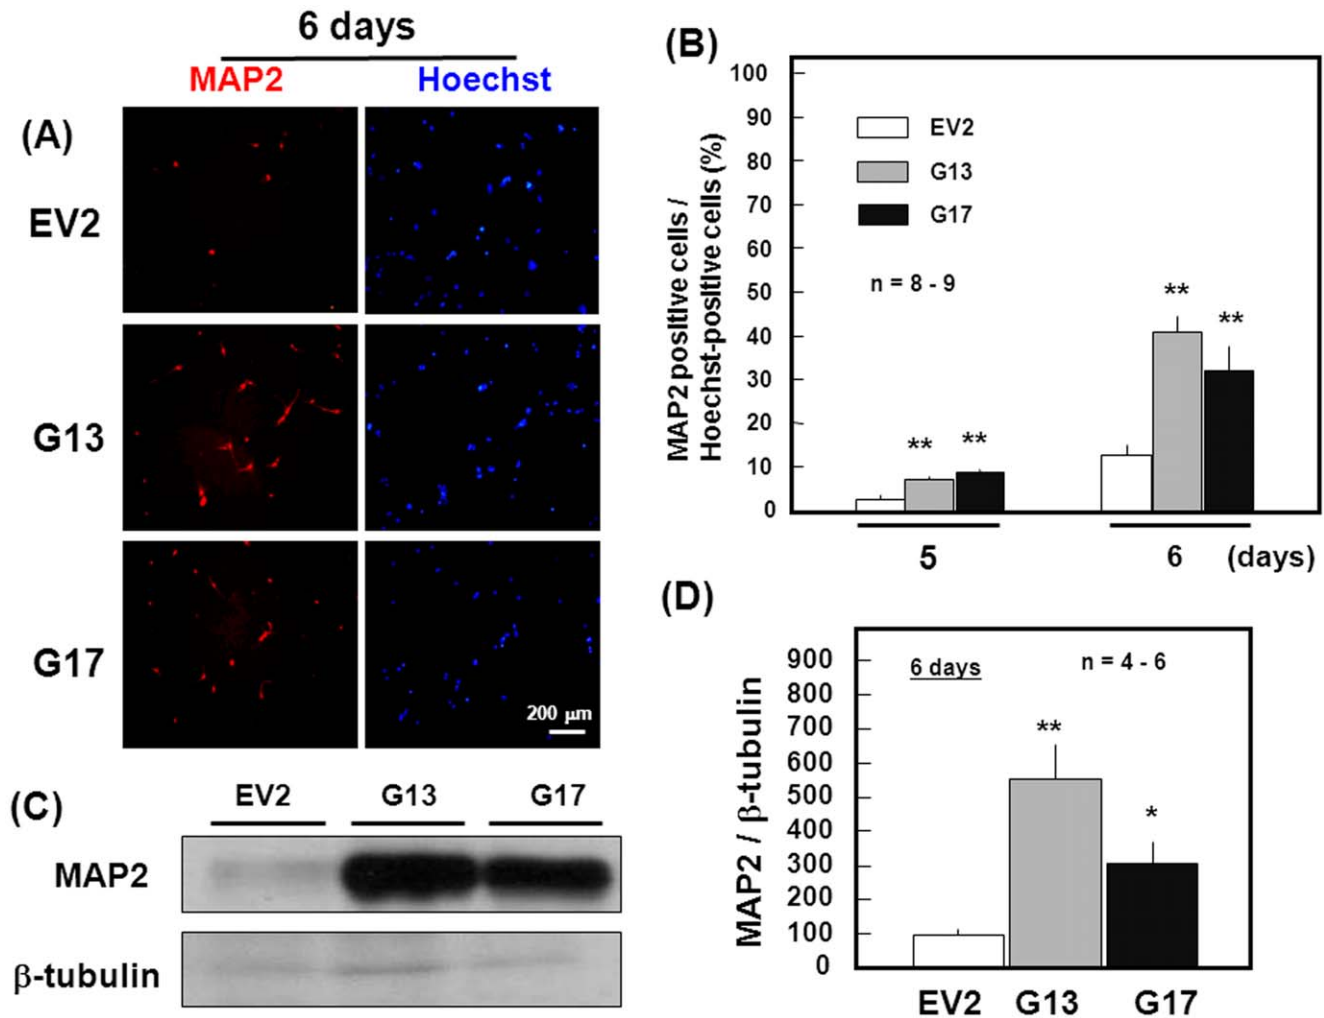 6 days
MAP2 Hoechst
(A)
EV2
G13
G17
200 µm
(B)
MAP2 positive cells /
Hoechst-positive cells (%)
100
90
80
70
60
50
40
30
20
10
0
EV2
G13
G17
n = 8 - 9
** **
** **
5 6 (days)
(C)
EV2 G13 G17
MAP2
β-tubulin
(D)
MAP2 / β-tubulin
900
800
700
600
500
400
300
200
100
0
6 days
n = 4 - 6
**
*
EV2 G13 G17